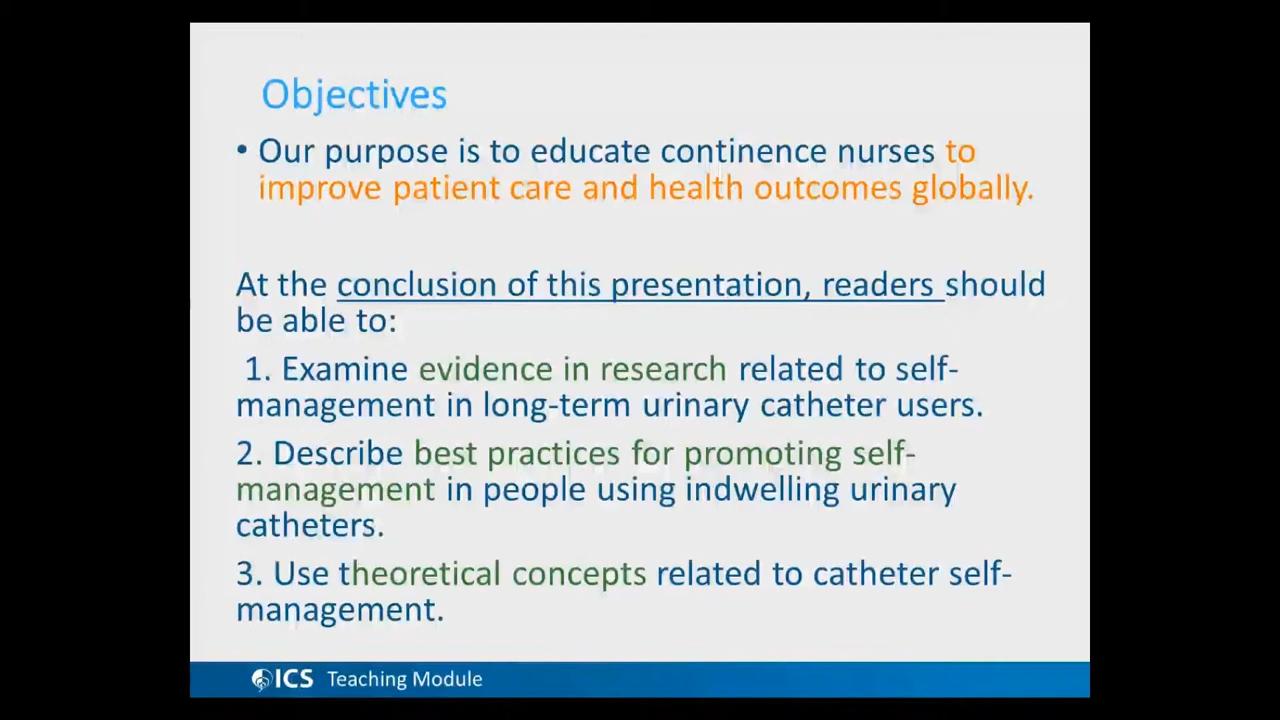 Objectives
• Our purpose is to educate continence nurses to
improve patient care and health outcomes globally.
At the conclusion of this presentation, readers should
be able to:
1. Examine evidence in research related to self-
management in long-term urinary catheter users.
2. Describe best practices for promoting self-
management in people using indwelling urinary
catheters.
3. Use theoretical concepts related to catheter self-
management.
ICS Teaching Module